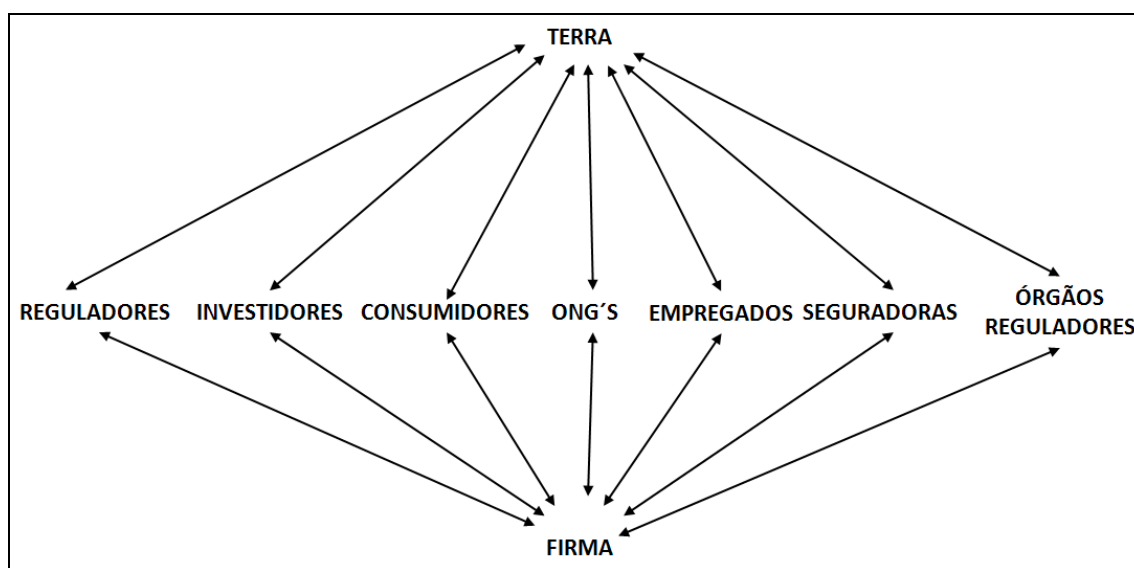 TERRA
REGULADORES
INVESTIDORES
CONSUMIDORES
ONG´S
EMPREGADOS
SEGURADORAS
ÓRGÃOS
REGULADORES
FIRMA